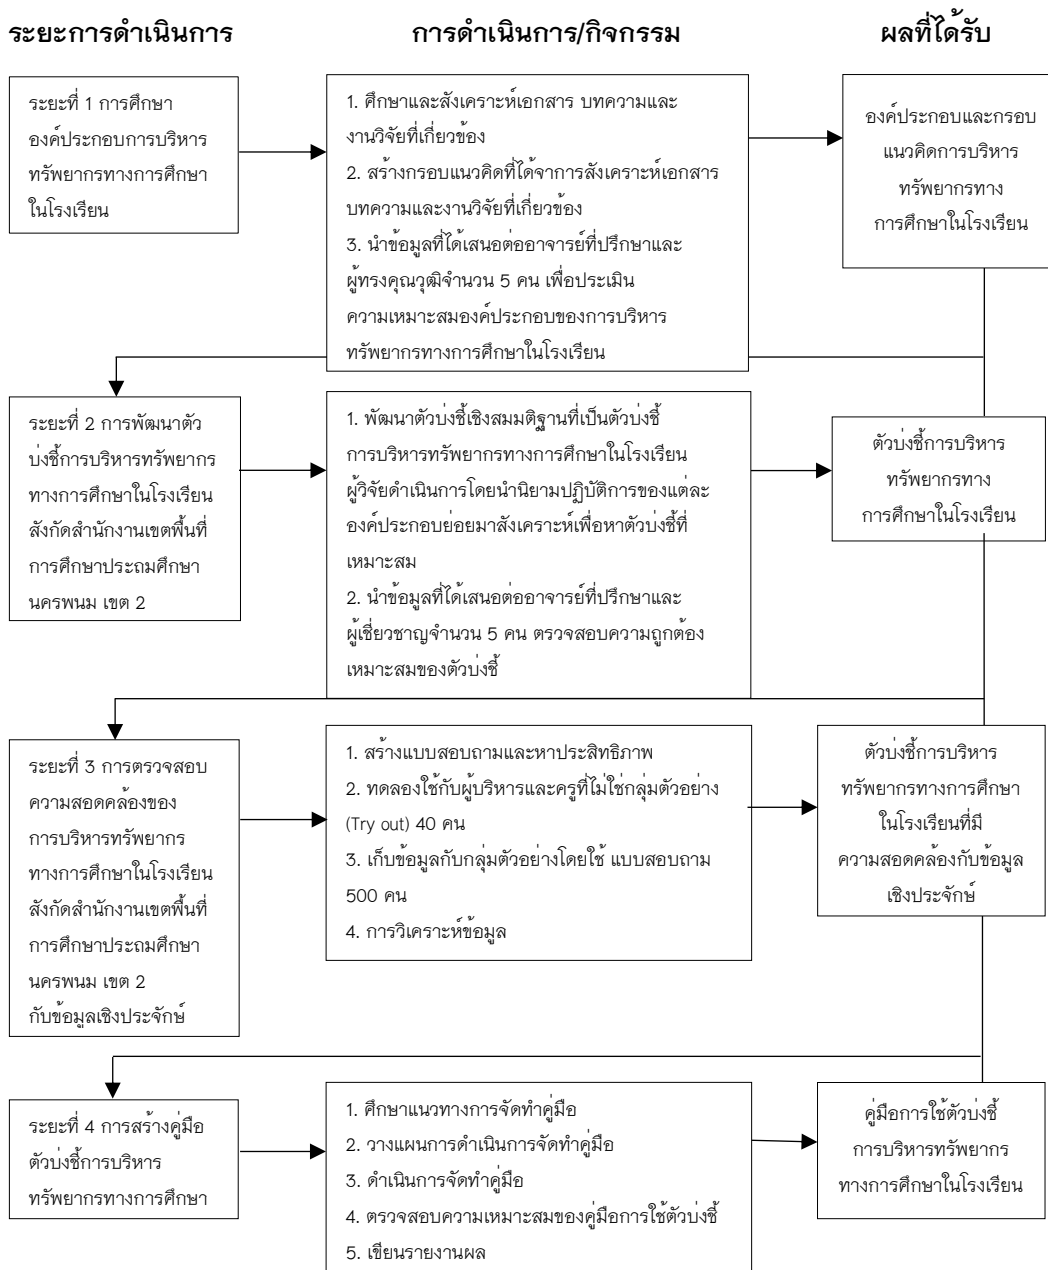 ระยะการดำเนินการ
การดำเนินการ/กิจกรรม
ผลที่ได้รับ
ระยะที่ 1 การศึกษา
องค์ประกอบการบริหาร
ทรัพยากรทางการศึกษา
ในโรงเรียน
1. ศึกษาและสังเคราะห์เอกสาร บทความและ
งานวิจัยที่เกี่ยวข้อง
2. สร้างกรอบแนวคิดที่ได้จาการสังเคราะห์เอกสาร
บทความและงานวิจัยที่เกี่ยวข้อง
3. นำข้อมูลที่ได้เสนอต่ออาจารย์ที่ปรึกษาและ
ผู้ทรงคุณวุฒิจำนวน 5 คน เพื่อประเมิน
ความเหมาะสมองค์ประกอบของการบริหาร
ทรัพยากรทางการศึกษาในโรงเรียน
องค์ประกอบและกรอบ
แนวคิดการบริหาร
ทรัพยากรทาง
การศึกษาในโรงเรียน
ระยะที่ 2 การพัฒนาตัว
บ่งชี้การบริหารทรัพยากร
ทางการศึกษาในโรงเรียน
สังกัดสำนักงานเขตพื้นที่
การศึกษาประถมศึกษา
นครพนม เขต 2
1. พัฒนาตัวบ่งชี้เชิงสมมติฐานที่เป็นตัวบ่งชี้
การบริหารทรัพยากรทางการศึกษาในโรงเรียน
ผู้วิจัยดำเนินการโดยนำนิยามปฏิบัติการของแต่ละ
องค์ประกอบย่อยมาสังเคราะห์เพื่อหาตัวบ่งชี้ที่
เหมาะสม
2. นำข้อมูลที่ได้เสนอต่ออาจารย์ที่ปรึกษาและ
ผู้เชี่ยวชาญจำนวน 5 คน ตรวจสอบความถูกต้อง
เหมาะสมของตัวบ่งชี้
ตัวบ่งชี้การบริหาร
ทรัพยากรทาง
การศึกษาในโรงเรียน
ระยะที่ 3 การตรวจสอบ
ความสอดคล้องของ
การบริหารทรัพยากร
ทางการศึกษาในโรงเรียน
สังกัดสำนักงานเขตพื้นที่
การศึกษาประถมศึกษา
นครพนม เขต 2
กับข้อมูลเชิงประจักษ์
1. สร้างแบบสอบถามและหาประสิทธิภาพ
2. ทดลองใช้กับผู้บริหารและครูที่ไม่ใช่กลุ่มตัวอย่าง
(Try out) 40 คน
3. เก็บข้อมูลกับกลุ่มตัวอย่างโดยใช้ แบบสอบถาม
500 คน
4. การวิเคราะห์ข้อมูล
ตัวบ่งชี้การบริหาร
ทรัพยากรทางการศึกษา
ในโรงเรียนที่มี
ความสอดคล้องกับข้อมูล
เชิงประจักษ์
ระยะที่ 4 การสร้างคู่มือ
ตัวบ่งชี้การบริหาร
ทรัพยากรทางการศึกษา
1. ศึกษาแนวทางการจัดทำคู่มือ
2. วางแผนการดำเนินการจัดทำคู่มือ
3. ดำเนินการจัดทำคู่มือ
4. ตรวจสอบความเหมาะสมของคู่มือการใช้ตัวบ่งชี้
5. เขียนรายงานผล
คู่มือการใช้ตัวบ่งชี้
การบริหารทรัพยากร
ทางการศึกษาในโรงเรียน